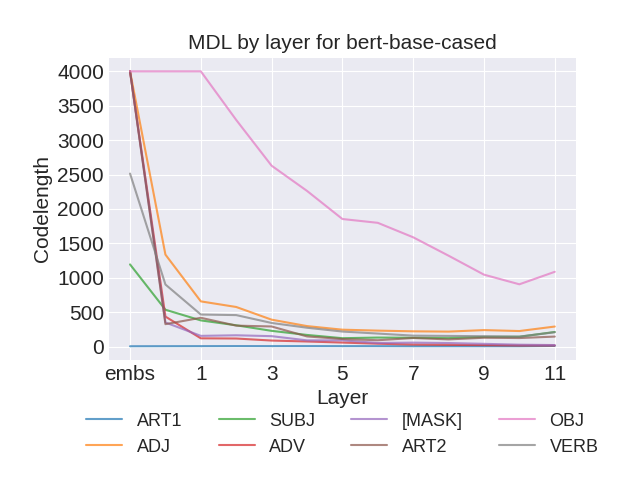 MDL by layer for bert-base-cased
4000
3500
3000
2500
2000
1500
1000
500
0
Codelength
embs 1 3 5 7 9 11
Layer
ART1 SUBJ [MASK] OBJ
ADJ ADV ART2 VERB